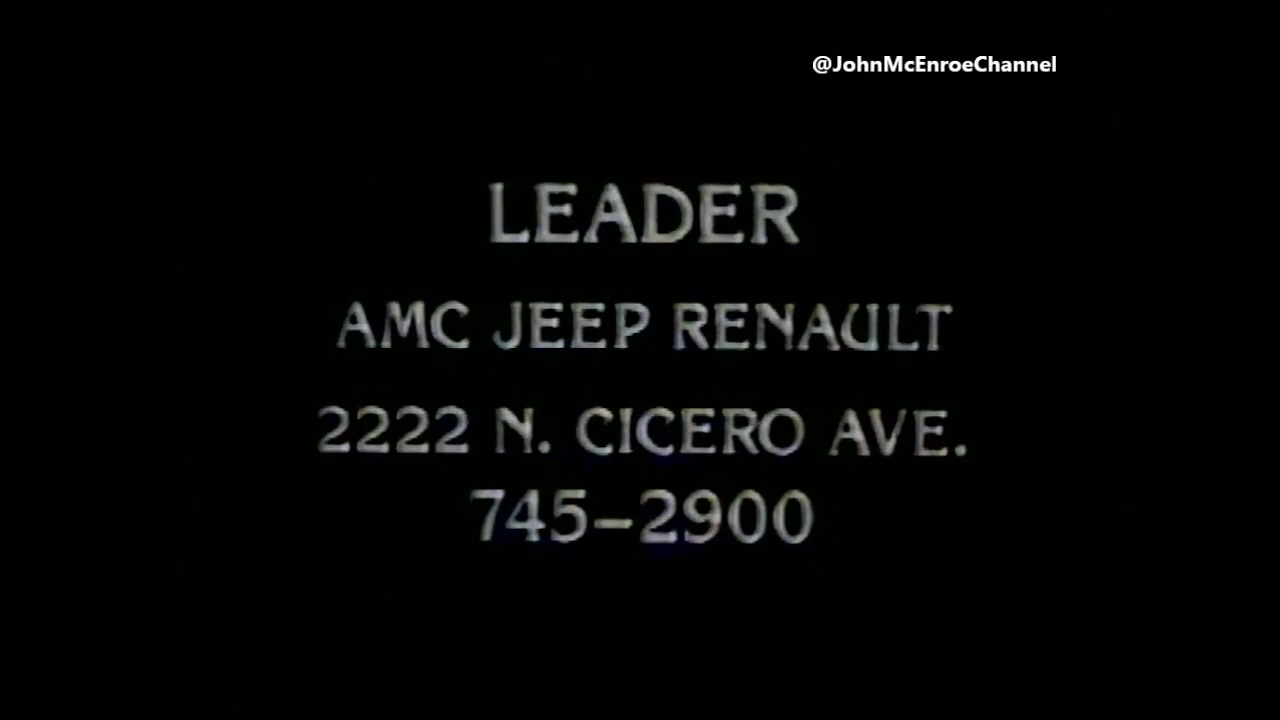 @JohnMcEnroeChannel
LEADER
AMC JEEP RENAULT
2222 N. CICERO AVE.
745-2900